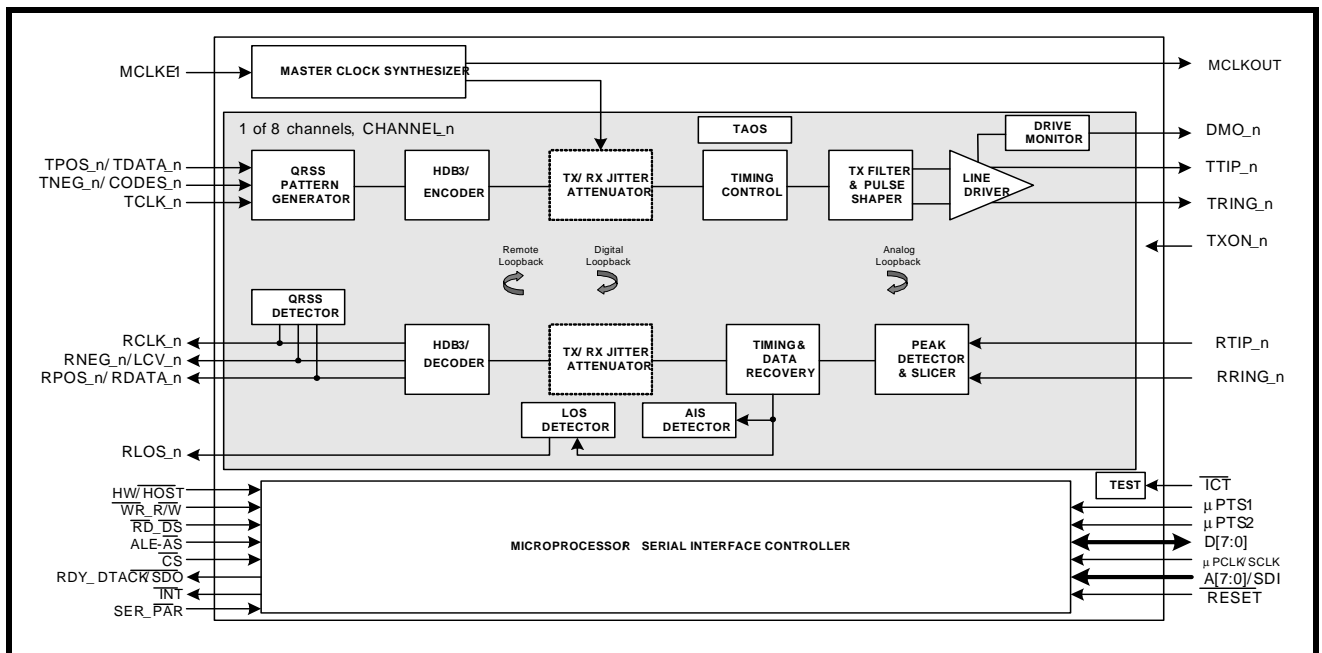 MCLKE1
MASTER CLOCK SYNTHESIZER
MCLKOUT
1 of 8 channels, CHANNEL_n
TAOS
DRIVE
MONITOR
DMO_n
TPOS_n/TDATA_n
TNEG_n/CODES_n
TCLK_n
QRSS
PATTERN
GENERATOR
HDB3/
ENCODER
TX/RX JITTER
ATTENUATOR
TIMING
CONTROL
TX FILTER
& PULSE
SHAPER
LINE
DRIVER
TTIP_n
TRING_n
TXON_n
Remote
Loopback
Digital
Loopback
Analog
Loopback
QRSS
DETECTOR
RCLK_n
RNEG_n/LCV_n
RPOS_n/RDATA_n
HDB3/
DECODER
TX/RX JITTER
ATTENUATOR
TIMING &
DATA
RECOVERY
PEAK
DETECTOR
& SLICER
RTIP_n
RRING_n
LOS
DETECTOR
AIS
DETECTOR
RLOS_n
TEST
ICT
HW/HOST
WR_R/W
RD_DS
ALE-AS
CS
RDY_DTACK/SDO
INT
SER_PAR
MICROPROCESSOR SERIAL INTERFACE CONTROLLER
µPTS1
µPTS2
D[7:0]
µPCLK/SCLK
A[7:0]/SDI
RESET